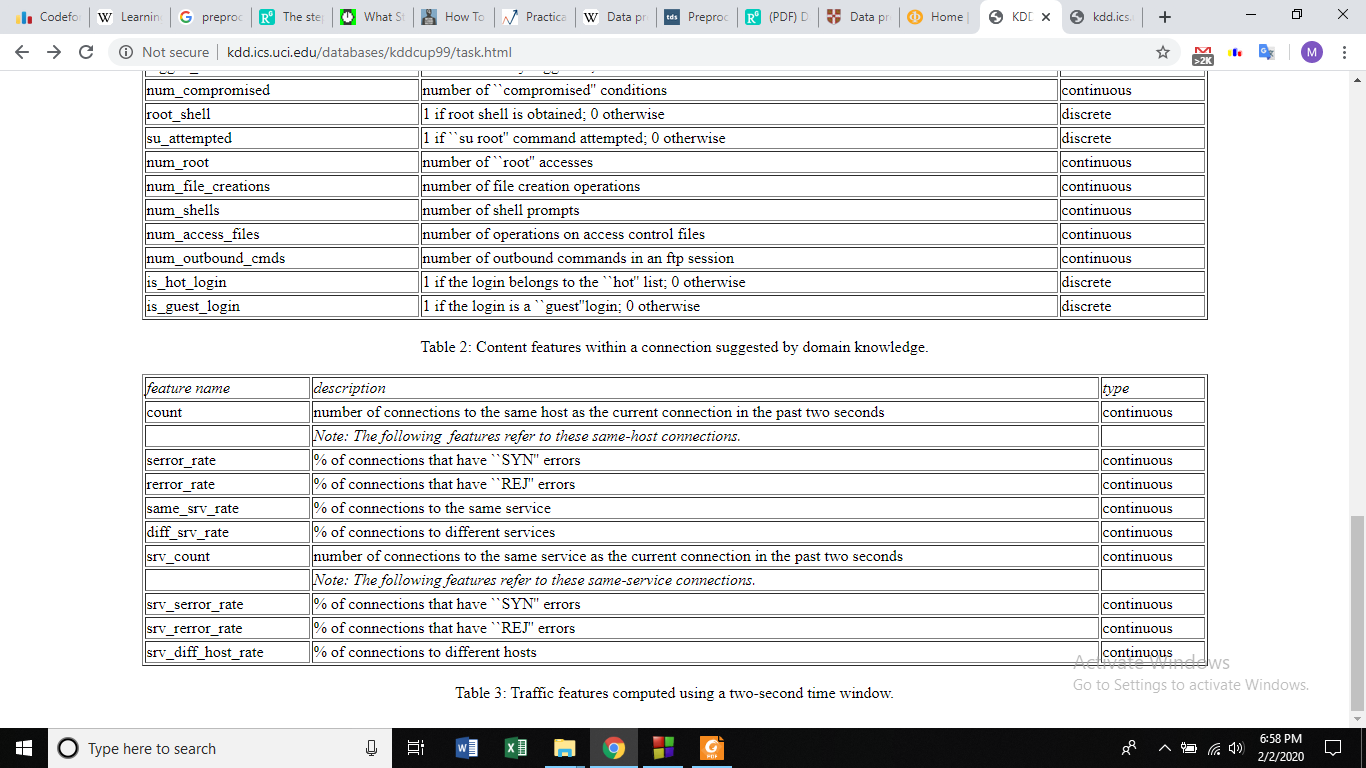 Codefo
Learnin
preproc
The ste
What St
How To
Practica
Data pr
Preproc
(PDF) D
Data pr
Home
KDD
kdd.ics.
Not secure | kdd.ics.uci.edu/databases/kddcup99/task.html
>2K
M
num_compromised number of ``compromised'' conditions continuous
root_shell 1 if root shell is obtained; 0 otherwise discrete
su_attempted 1 if ``su root'' command attempted; 0 otherwise discrete
num_root number of ``root'' accesses continuous
num_file_creations number of file creation operations continuous
num_shells number of shell prompts continuous
num_access_files number of operations on access control files continuous
num_outbound_cmds number of outbound commands in an ftp session continuous
is_hot_login 1 if the login belongs to the ``hot'' list; 0 otherwise discrete
is_guest_login 1 if the login is a ``guest''login; 0 otherwise discrete
Table 2: Content features within a connection suggested by domain knowledge.
feature name description type
count number of connections to the same host as the current connection in the past two seconds continuous
Note: The following features refer to these same-host connections.
serror_rate % of connections that have ``SYN'' errors continuous
rerror_rate % of connections that have ``REJ'' errors continuous
same_srv_rate % of connections to the same service continuous
diff_srv_rate % of connections to different services continuous
srv_count number of connections to the same service as the current connection in the past two seconds continuous
Note: The following features refer to these same-service connections.
srv_serror_rate % of connections that have ``SYN'' errors continuous
srv_rerror_rate % of connections that have ``REJ'' errors continuous
srv_diff_host_rate % of connections to different hosts continuous
Activate Windows
Go to Settings to activate Windows.
Table 3: Traffic features computed using a two-second time window.
Type here to search
6:58 PM
2/2/2020